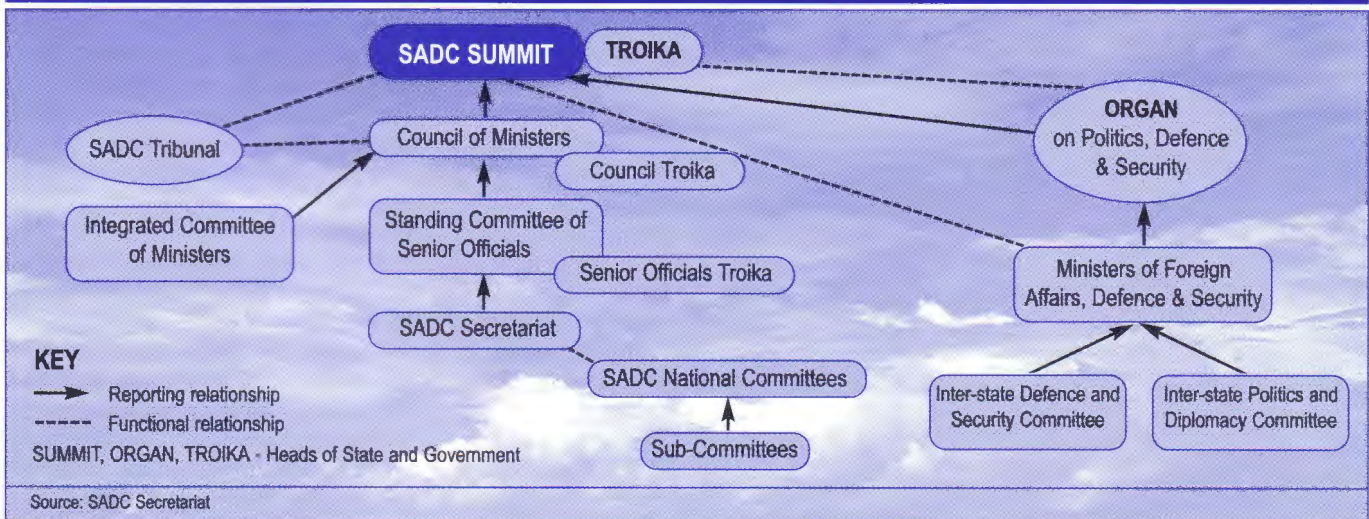 SADC SUMMIT
TROIKA
ORGAN
on Politics, Defence
& Security
SADC Tribunal
Council of Ministers
Council Troika
Integrated Committee
of Ministers
Standing Committee of
Senior Officials
Senior Officials Troika
Ministers of Foreign
Affairs, Defence & Security
SADC Secretariat
SADC National Committees
Inter-state Defence and
Security Committee
Inter-state Politics and
Diplomacy Committee
Sub-Committees
KEY
Reporting relationship
Functional relationship
SUMMIT, ORGAN, TROIKA - Heads of State and Government
Source: SADC Secretariat